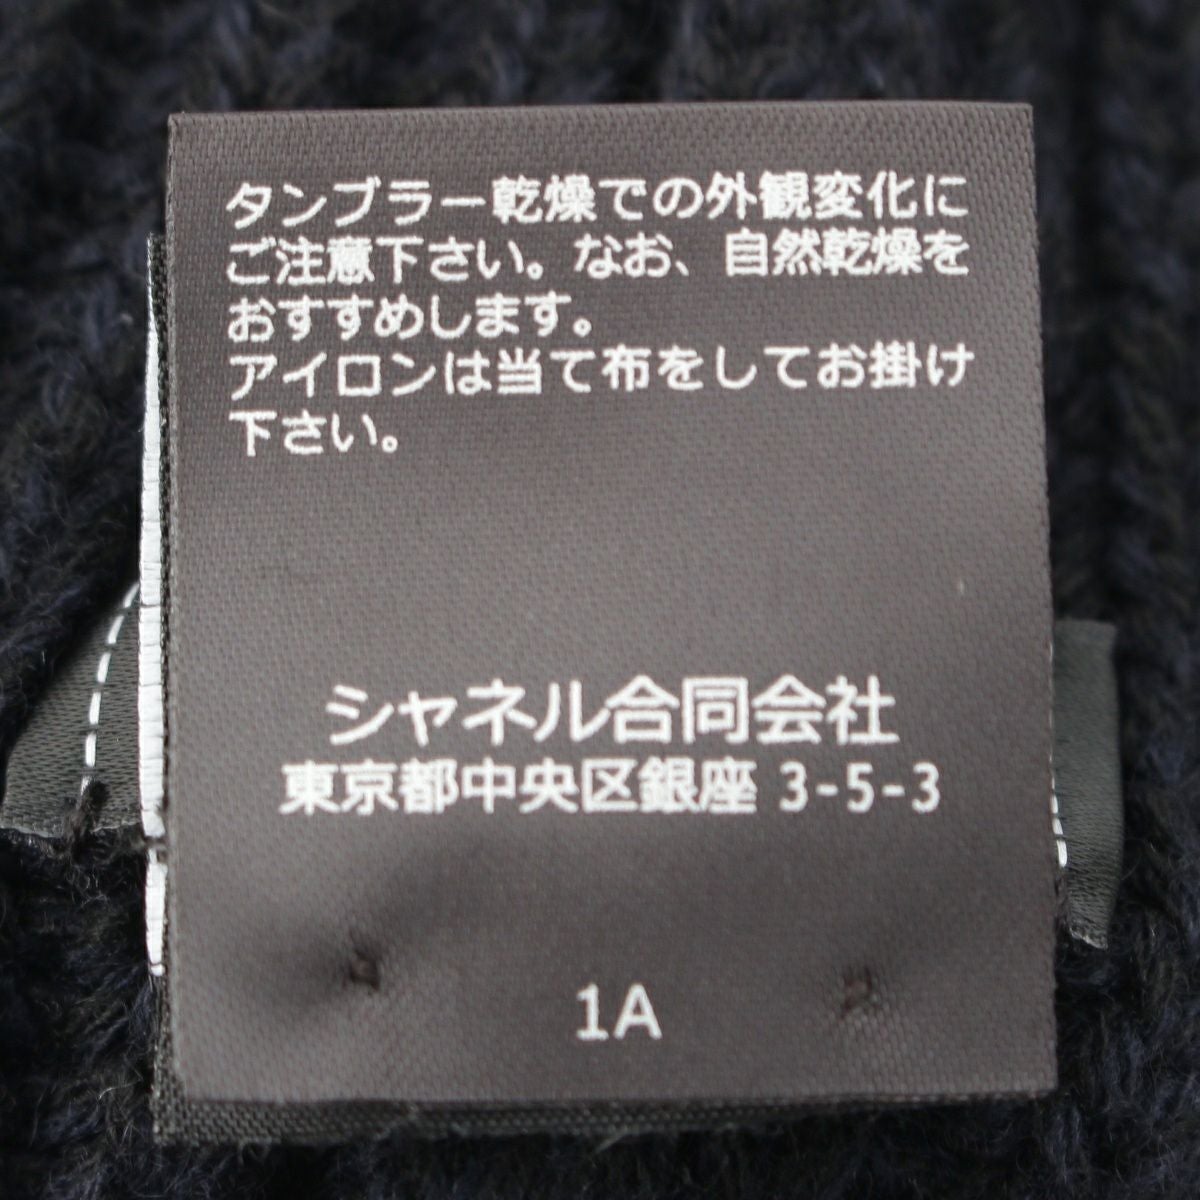 タンブラー乾燥での外観変化に
ご注意下さい。なお、自然乾燥を
おすすめします。
アイロンは当て布をしてお掛け
下さい。
シャネル合同会社
東京都中央区銀座 3-5-3
1A